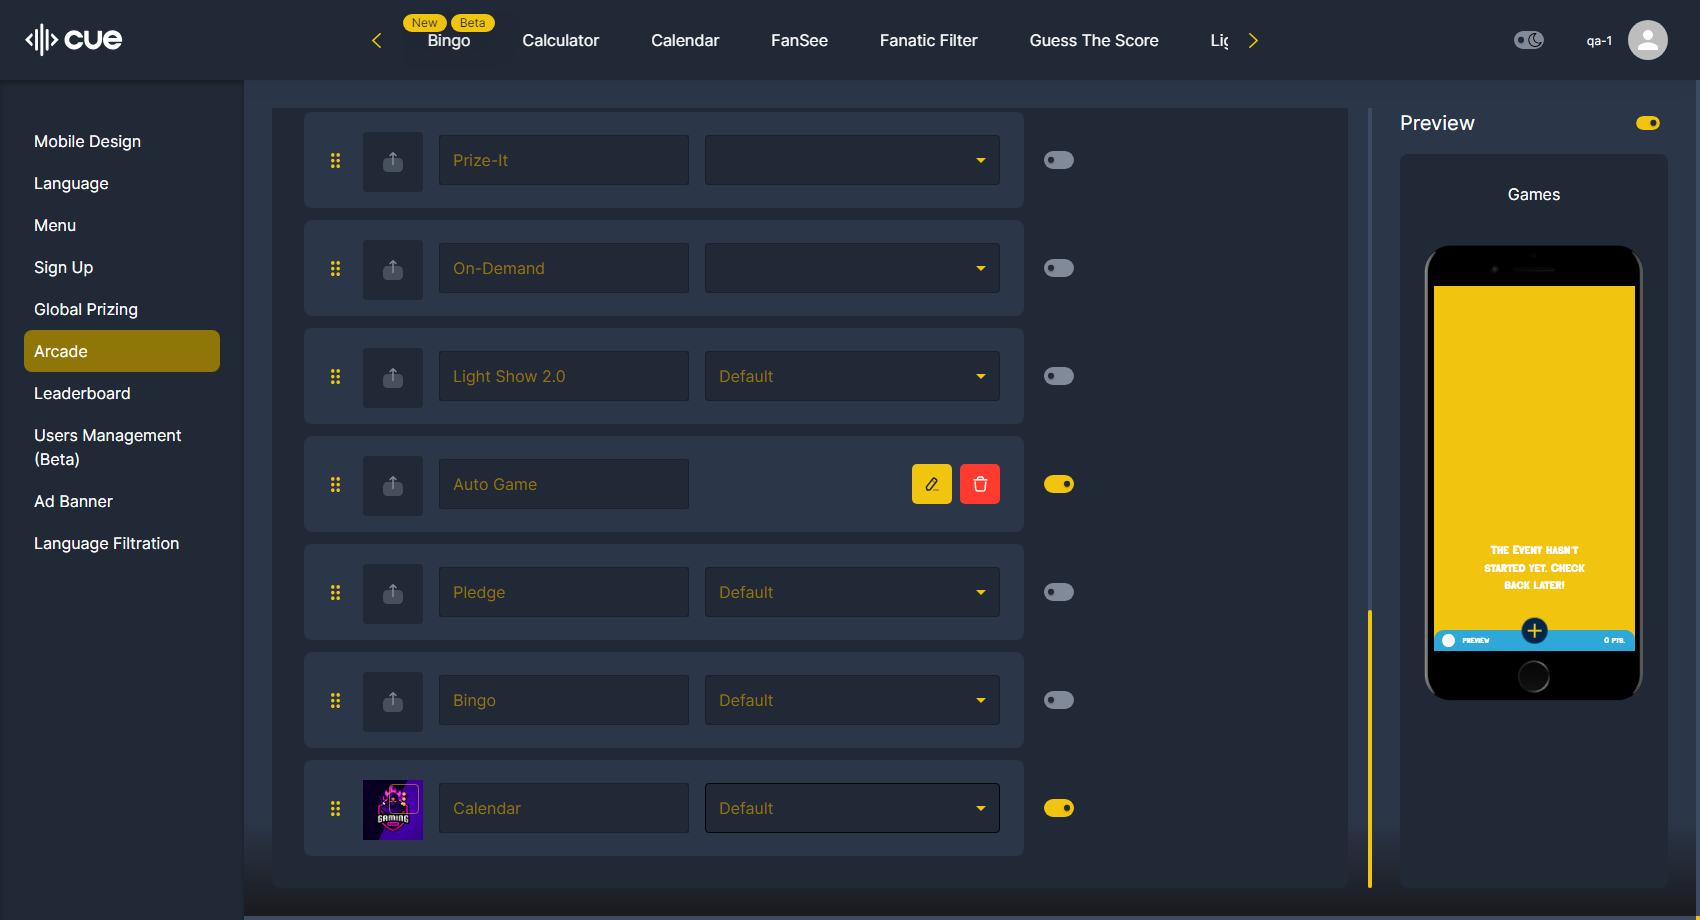 cue
New
Beta
Bingo
Calculator
Calendar
FanSee
Fanatic Filter
Guess The Score
Lig
qa-1
Mobile Design
Language
Menu
Sign Up
Global Prizing
Arcade
Leaderboard
Users Management
(Beta)
Ad Banner
Language Filtration
Prize-It
On-Demand
Light Show 2.0
Default
Auto Game
Pledge
Default
Bingo
Default
GAMING
Calendar
Default
Preview
Games
The Event hasn't
started yet. Check
back later!
PREVIEW
0 PTS.